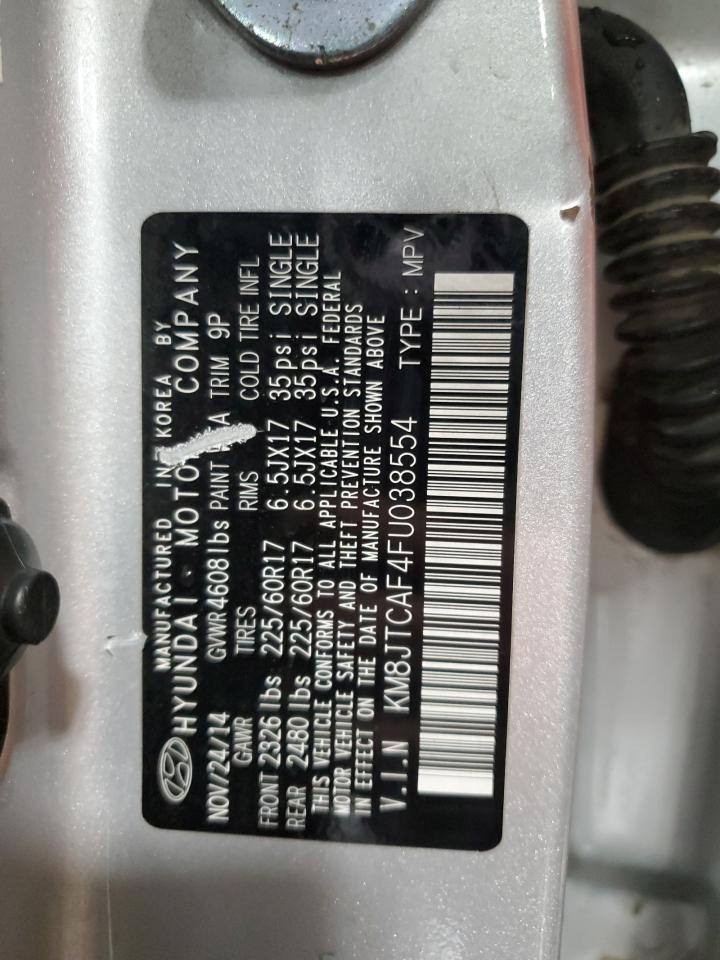 MANUFACTURED IN KOREA BY
HYUNDAI MOTOR COMPANY
NOV/24/14 GVWR 4608lbs PAINT TRIM 9P
GAWR TIRES RIMS COLD TIRE INFL
FRONT 2326 lbs 225/60R17 6.5JX17 35psi SINGLE
REAR 2480 lbs 225/60R17 6.5JX17 35psi SINGLE
THIS VEHICLE CONFORMS TO ALL APPLICABLE U.S.A. FEDERAL
MOTOR VEHICLE SAFETY AND THEFT PREVENTION STANDARDS
IN EFFECT ON THE DATE OF MANUFACTURE SHOWN ABOVE
V.I.N KM8JTCAF4FU038554 TYPE : MPV